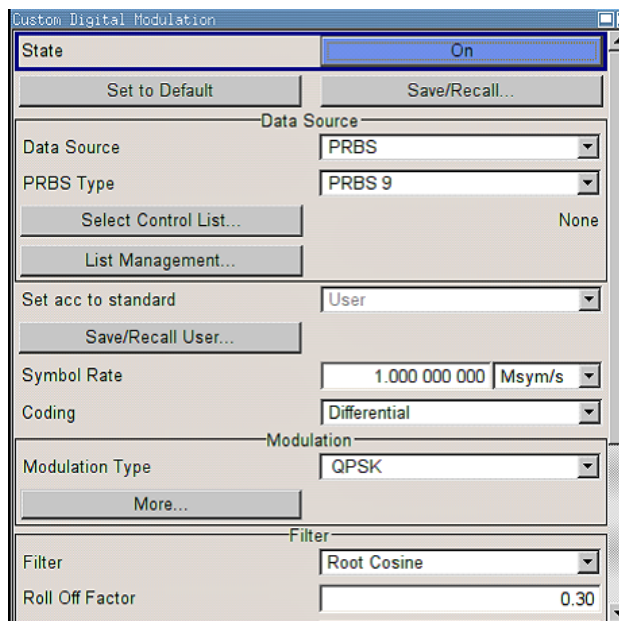 Custom Digital Modulation
State On
Set to Default Save/Recall...
Data Source
Data Source PRBS
PRBS Type PRBS 9
Select Control List... None
List Management...
Set acc to standard User
Save/Recall User...
Symbol Rate 1.000 000 000 Msym/s
Coding Differential
Modulation
Modulation Type QPSK
More...
Filter
Filter Root Cosine
Roll Off Factor 0.30